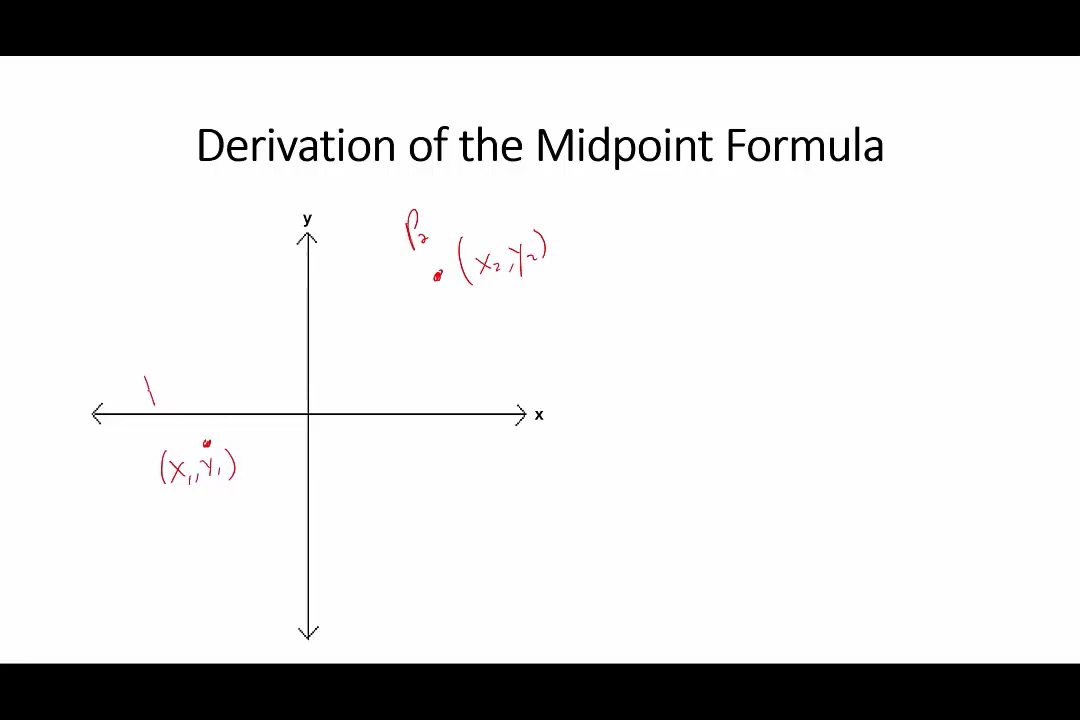 Derivation of the Midpoint Formula
y
P₂
(x₂, y₂)
x
(x₁, y₁)